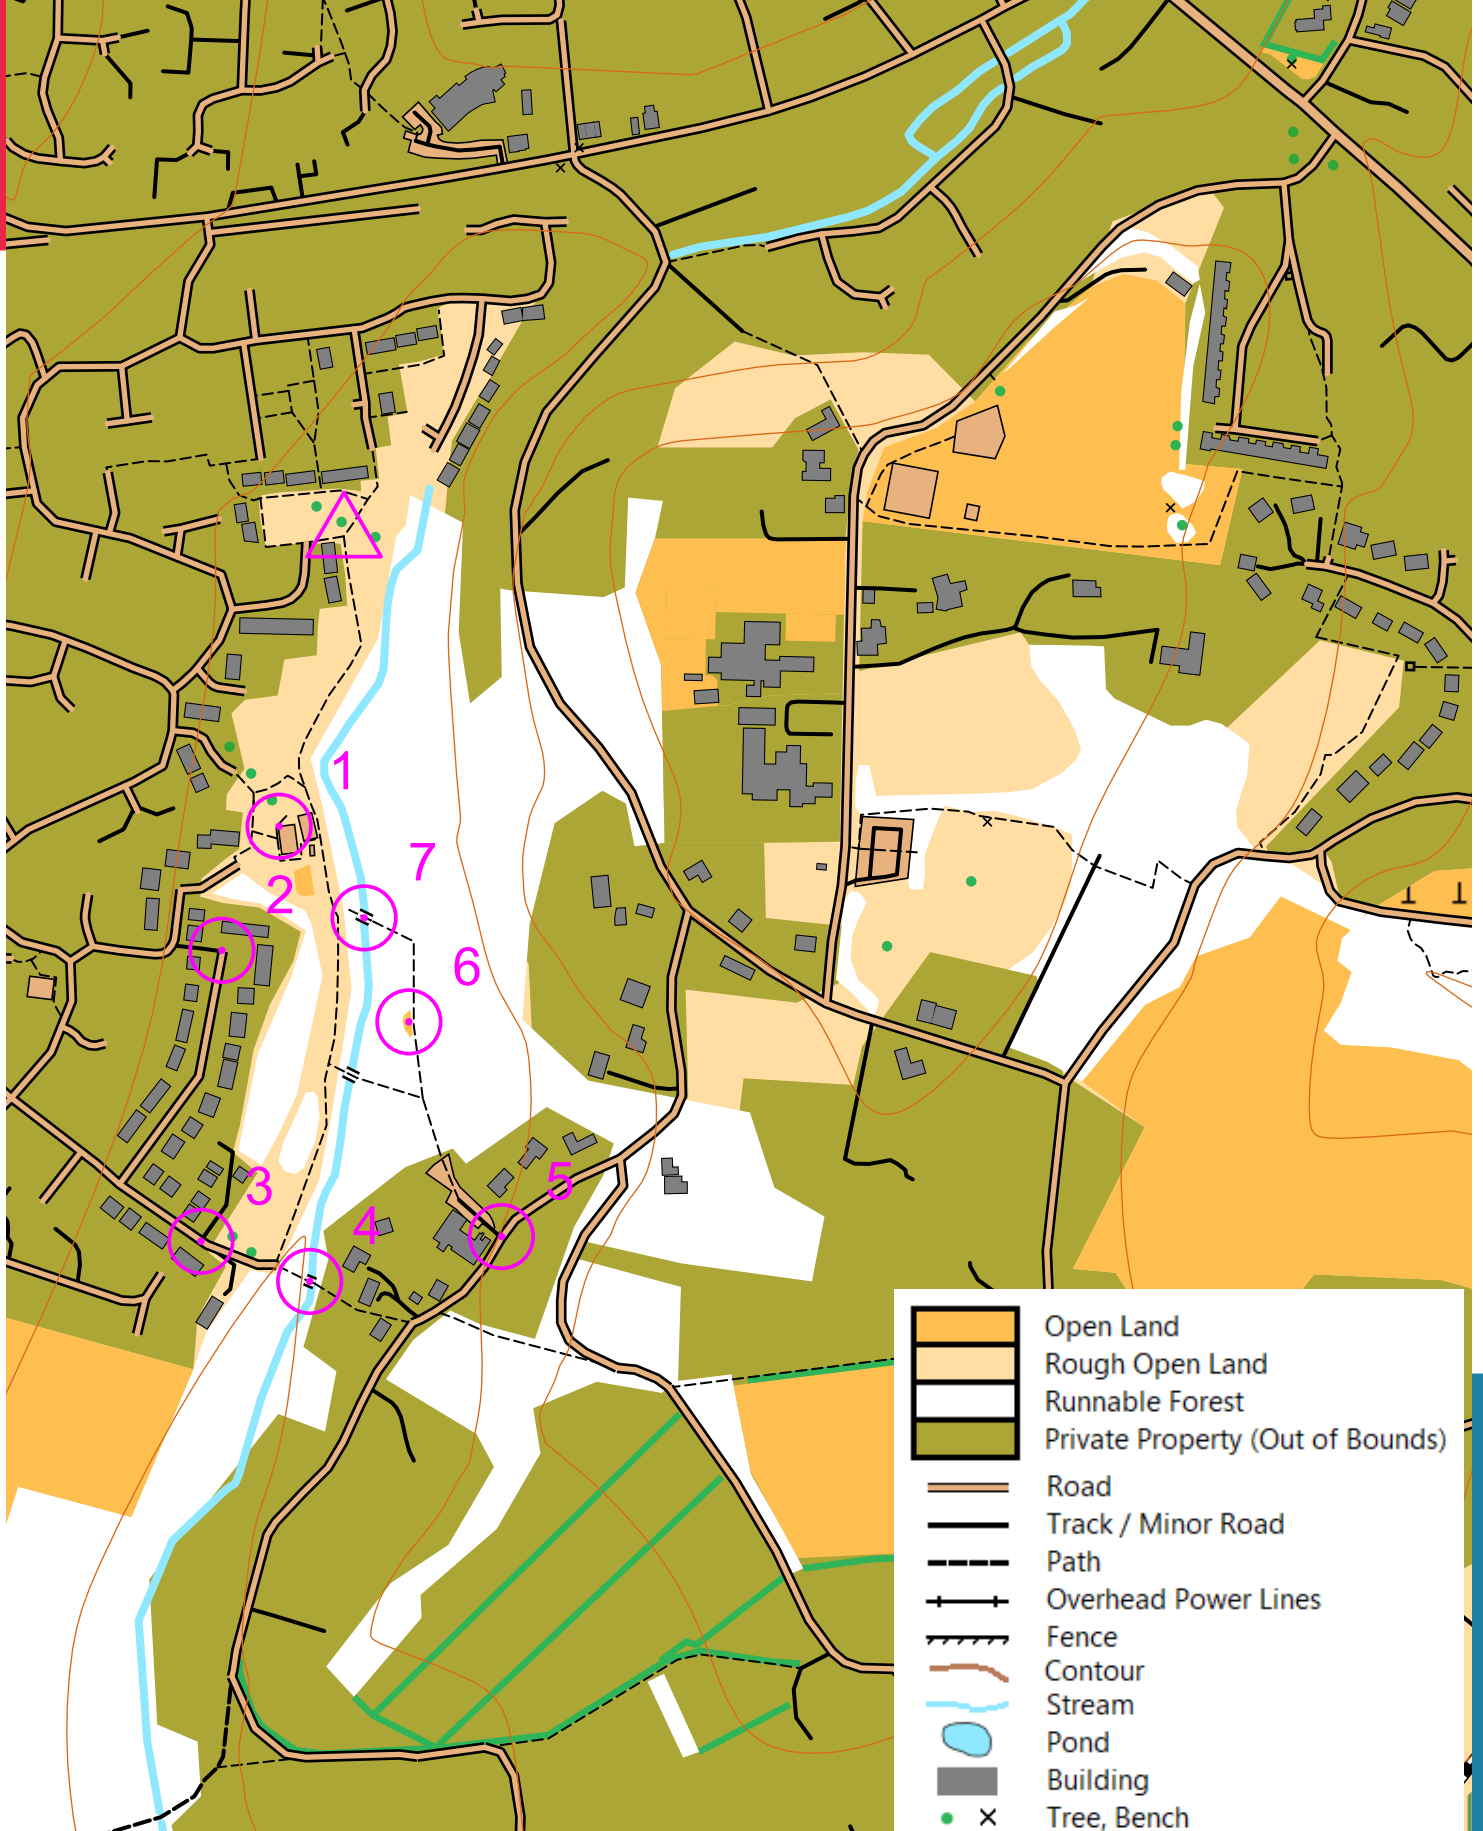 1
7
2
6
3
5
4
Open Land
Rough Open Land
Runnable Forest
Private Property (Out of Bounds)
Road
Track / Minor Road
Path
Overhead Power Lines
Fence
Contour
Stream
Pond
Building
Tree, Bench